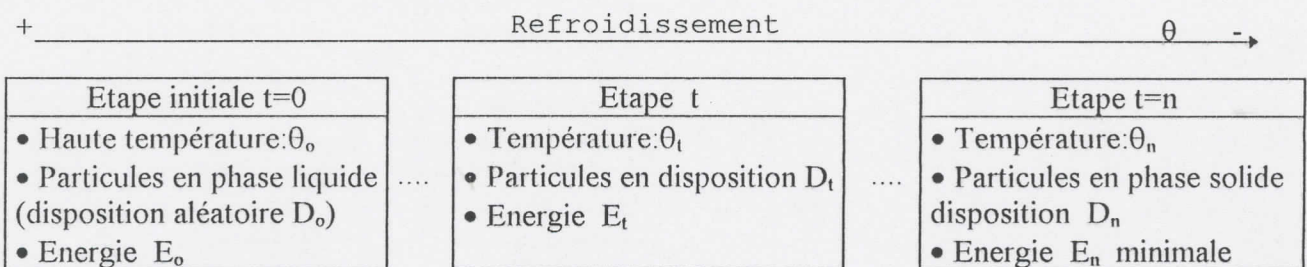 + Refroidissement θ -
Etape initiale t=0
• Haute température:θₒ
• Particules en phase liquide
(disposition aléatoire Dₒ)
• Energie Eₒ
....
Etape t
• Température:θₜ
• Particules en disposition Dₜ
• Energie Eₜ
....
Etape t=n
• Température:θₙ
• Particules en phase solide
disposition Dₙ
• Energie Eₙ minimale